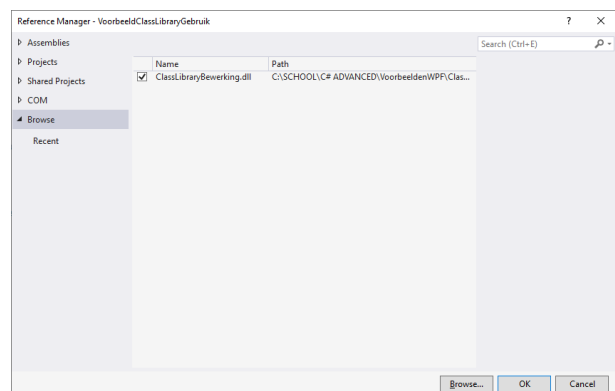 Reference Manager - VoorbeeldClassLibraryGebruik ? ×
Assemblies
Projects
Shared Projects
COM
Browse
Recent
Name Path
ClassLibraryBewerking.dll C:\SCHOOL\C# ADVANCED\VoorbeeldenWPF\Clas...
Search (Ctrl+E)
Browse... OK Cancel